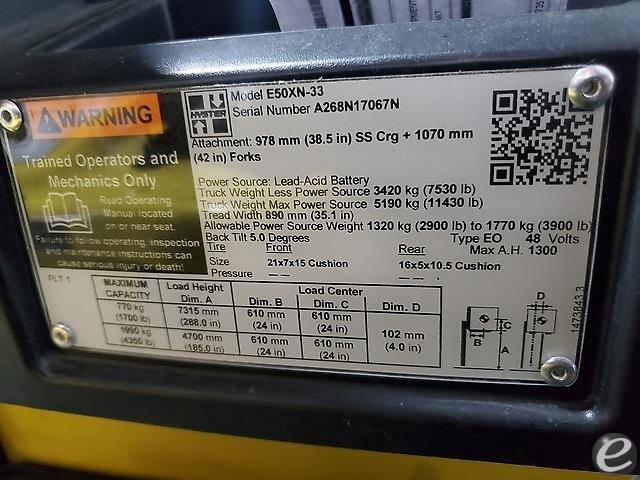 WARNING
Trained Operators and
Mechanics Only
Read Operating
Manual located
on or near seat.
Failure to follow operating, inspection
and maintenance instructions can
cause serious injury or death!
PLT 1
HYSTER
Model E50XN-33
Serial Number A268N17067N
Attachment: 978 mm (38.5 in) SS Crg + 1070 mm
(42 in) Forks
Power Source: Lead-Acid Battery
Truck Weight Less Power Source 3420 kg (7530 lb)
Truck Weight Max Power Source 5190 kg (11430 lb)
Tread Width 890 mm (35.1 in)
Allowable Power Source Weight 1320 kg (2900 lb) to 1770 kg (3900 lb)
Back Tilt 5.0 Degrees Type EO 48 Volts
Tire Front Rear Max A.H. 1300
Size 21x7x15 Cushion 16x5x10.5 Cushion
Pressure -- --
MAXIMUM CAPACITY Load Height Dim. A Load Center Dim. B Dim. C Dim. D
770 kg (1700 lb) 7315 mm (288.0 in) 610 mm (24 in) 610 mm (24 in) 102 mm (4.0 in)
1990 kg (4350 lb) 4700 mm (185.0 in) 610 mm (24 in) 610 mm (24 in)
B C A D
1473843.3
e